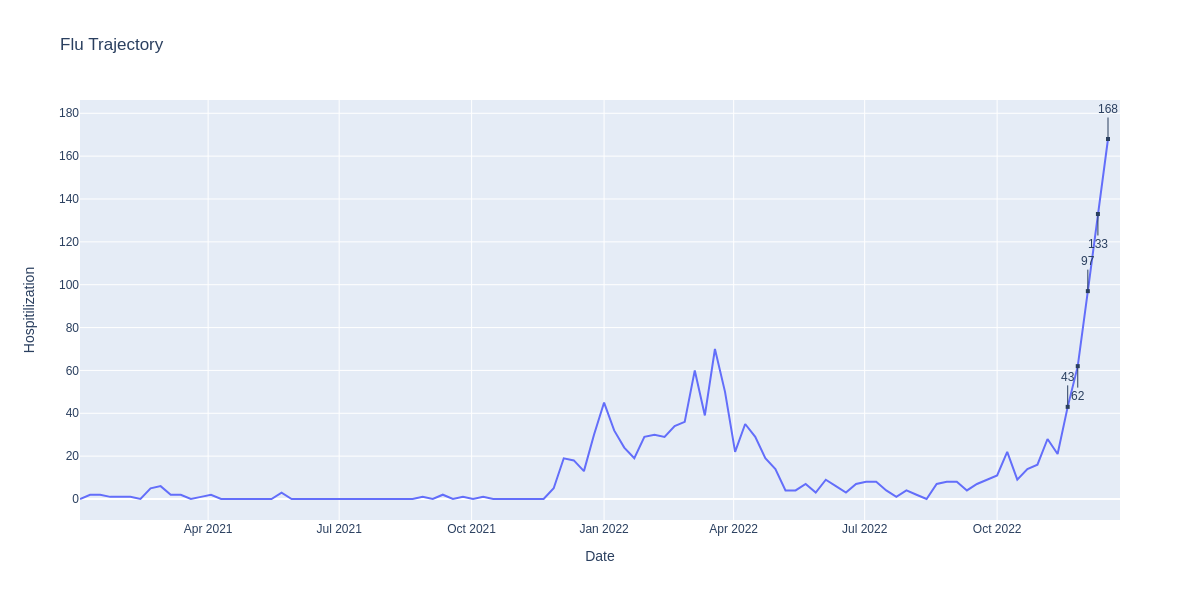 Flu Trajectory
Hospitilization
180
160
140
120
100
80
60
40
20
0
168
133
97
43
62
Apr 2021
Jul 2021
Oct 2021
Jan 2022
Apr 2022
Jul 2022
Oct 2022
Date